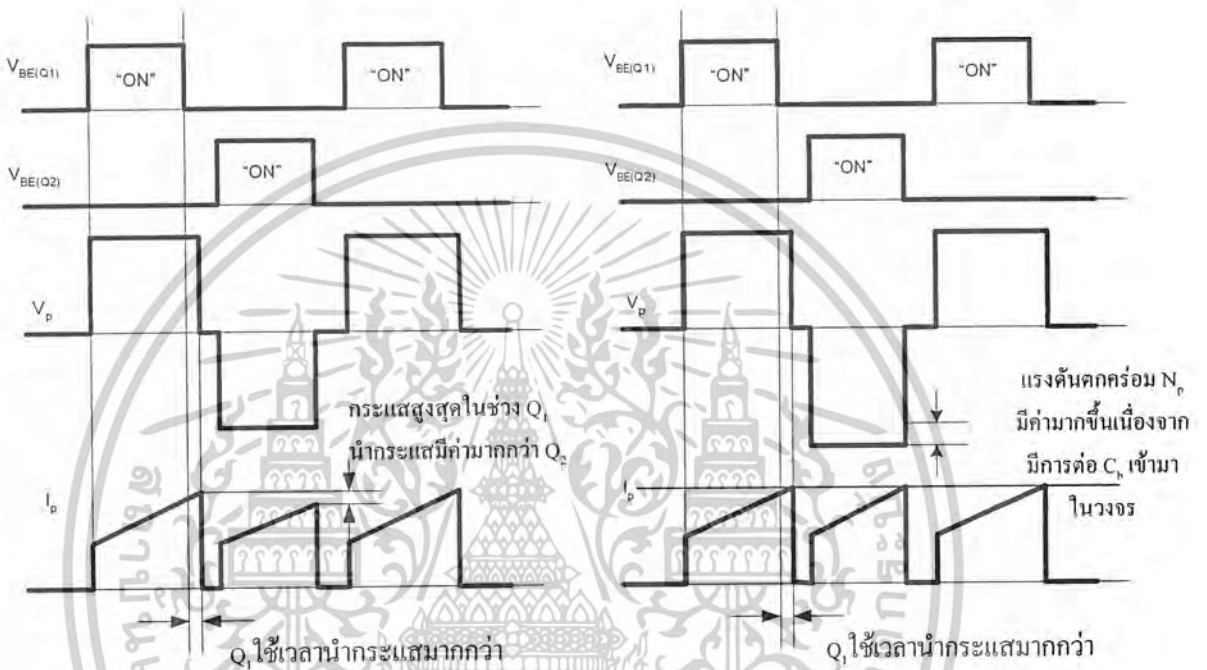 V_BE(Q1)
"ON"
"ON"
V_BE(Q2)
"ON"
V_p
กระแสสูงสุดในช่วง Q_1
นำกระแสมีค่ามากกว่า Q_2
I_p
Q_1 ใช้เวลานำกระแสมากกว่า
V_BE(Q1)
"ON"
"ON"
V_BE(Q2)
"ON"
V_p
แรงดันตกคร่อม N_p
มีค่ามากขึ้นเนื่องจาก
มีการต่อ C_b เข้ามา
ในวงจร
I_p
Q_1 ใช้เวลานำกระแสมากกว่า